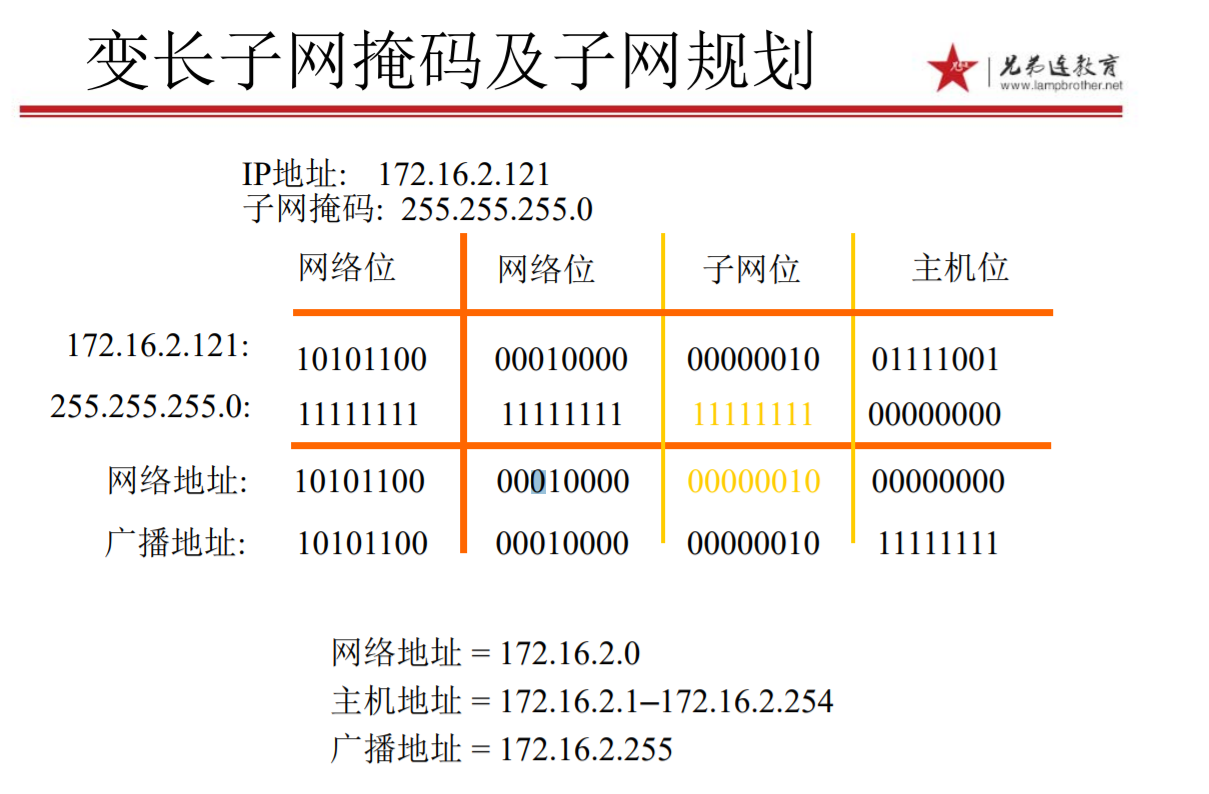 变长子网掩码及子网规划
兄弟连教育
www.lampbrother.net
IP地址: 172.16.2.121
子网掩码: 255.255.255.0
网络位 网络位 子网位 主机位
172.16.2.121: 10101100 00010000 00000010 01111001
255.255.255.0: 11111111 11111111 11111111 00000000
网络地址: 10101100 00010000 00000010 00000000
广播地址: 10101100 00010000 00000010 11111111
网络地址 = 172.16.2.0
主机地址 = 172.16.2.1–172.16.2.254
广播地址 = 172.16.2.255